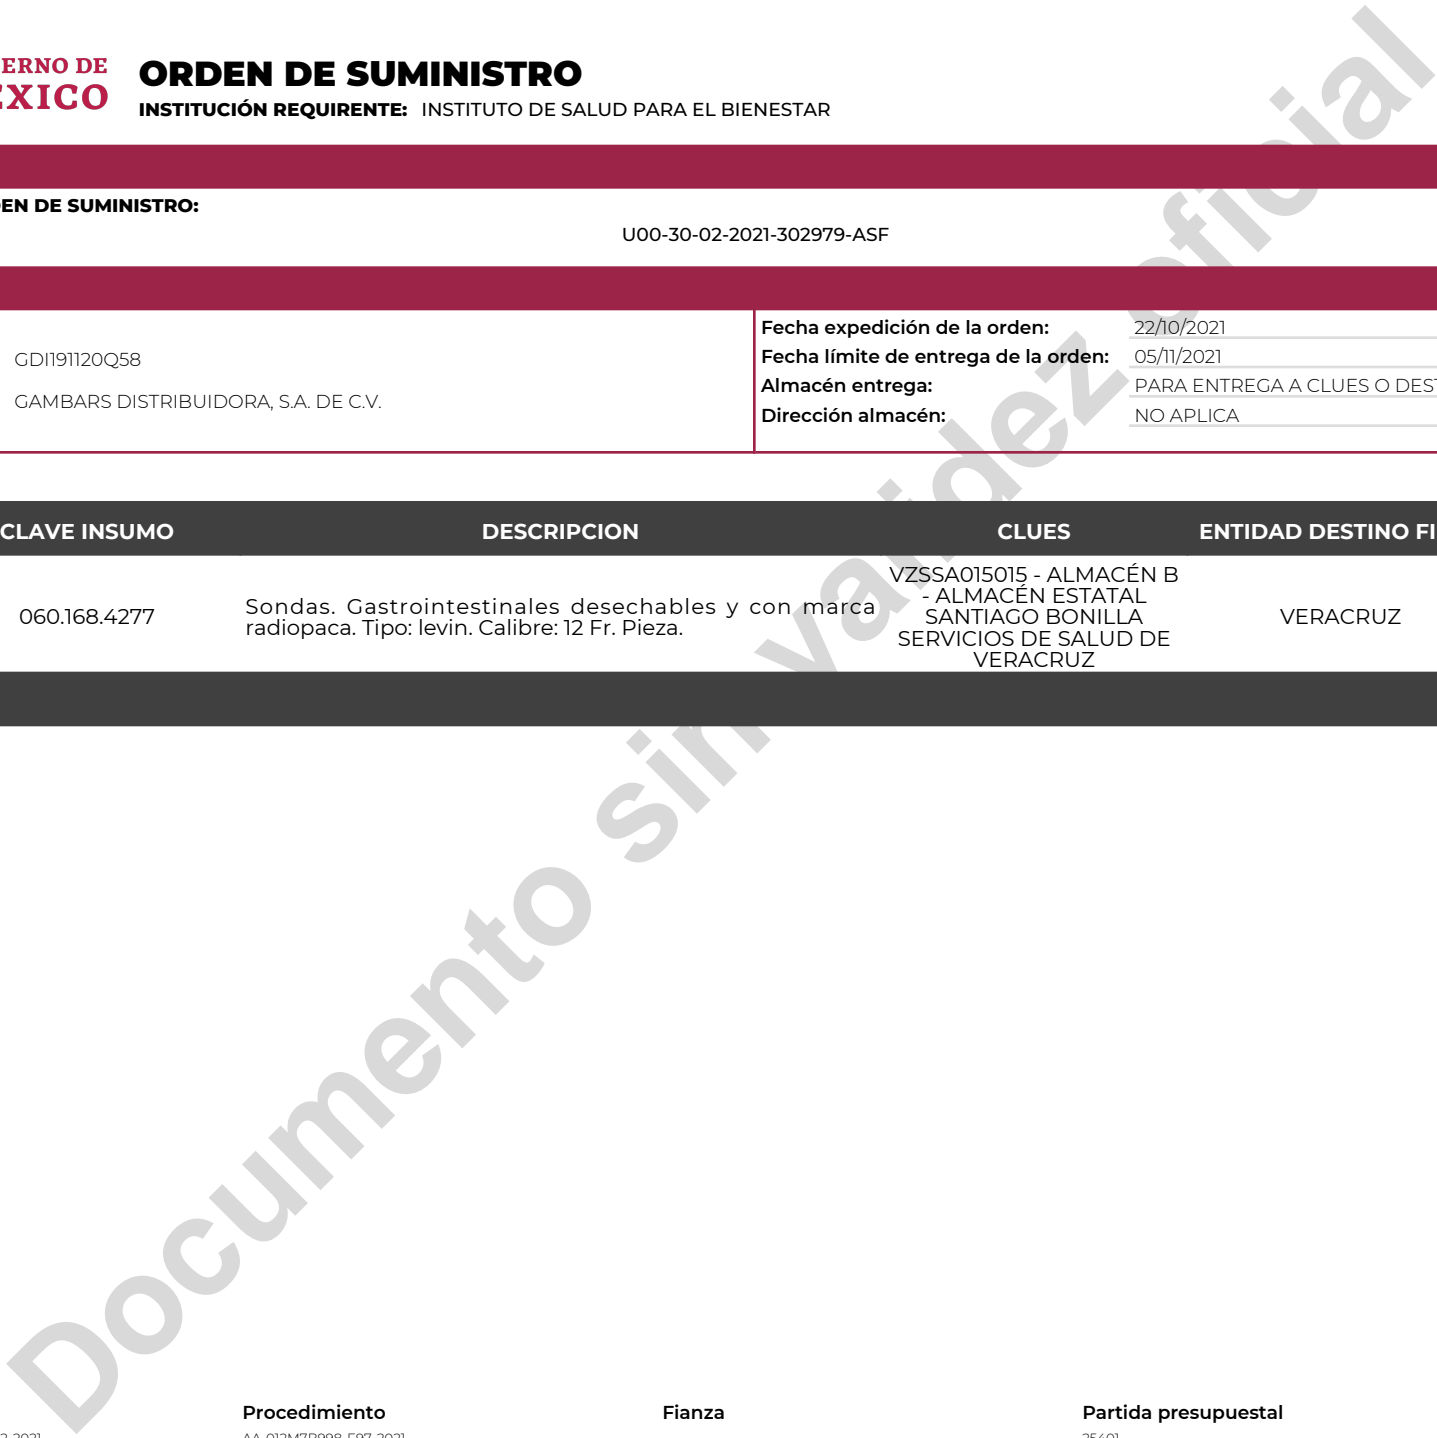 ERNO DE
ÉXICO
ORDEN DE SUMINISTRO
INSTITUCIÓN REQUIRENTE: INSTITUTO DE SALUD PARA EL BIENESTAR
EN DE SUMINISTRO:
U00-30-02-2021-302979-ASF
GDI191120Q58
GAMBARS DISTRIBUIDORA, S.A. DE C.V.
Fecha expedición de la orden: 22/10/2021
Fecha límite de entrega de la orden: 05/11/2021
Almacén entrega: PARA ENTREGA A CLUES O DEST
Dirección almacén: NO APLICA
CLAVE INSUMO DESCRIPCION CLUES ENTIDAD DESTINO FI
060.168.4277
Sondas. Gastrointestinales desechables y con marca
radiopaca. Tipo: levin. Calibre: 12 Fr. Pieza.
VZSSA015015 - ALMACÉN B
- ALMACÉN ESTATAL
SANTIAGO BONILLA
SERVICIOS DE SALUD DE
VERACRUZ
VERACRUZ
Documento sin validez oficial
Procedimiento Fianza Partida presupuestal